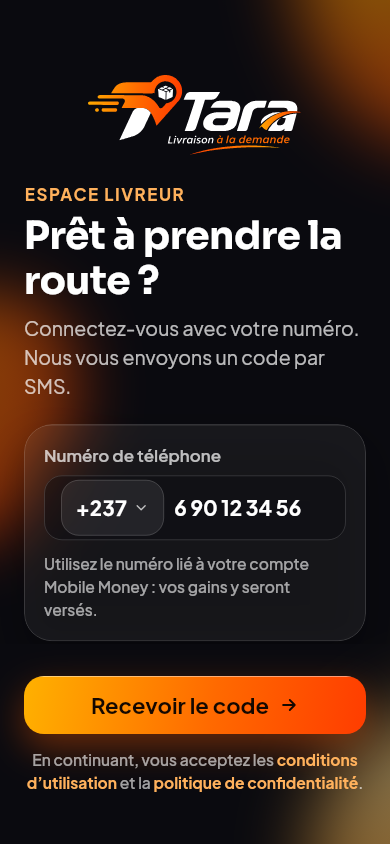 Tara
Livraison à la demande
ESPACE LIVREUR
Prêt à prendre la
route ?
Connectez-vous avec votre numéro.
Nous vous envoyons un code par
SMS.
Numéro de téléphone
+237 6 90 12 34 56
Utilisez le numéro lié à votre compte
Mobile Money : vos gains y seront
versés.
Recevoir le code →
En continuant, vous acceptez les conditions
d’utilisation et la politique de confidentialité.